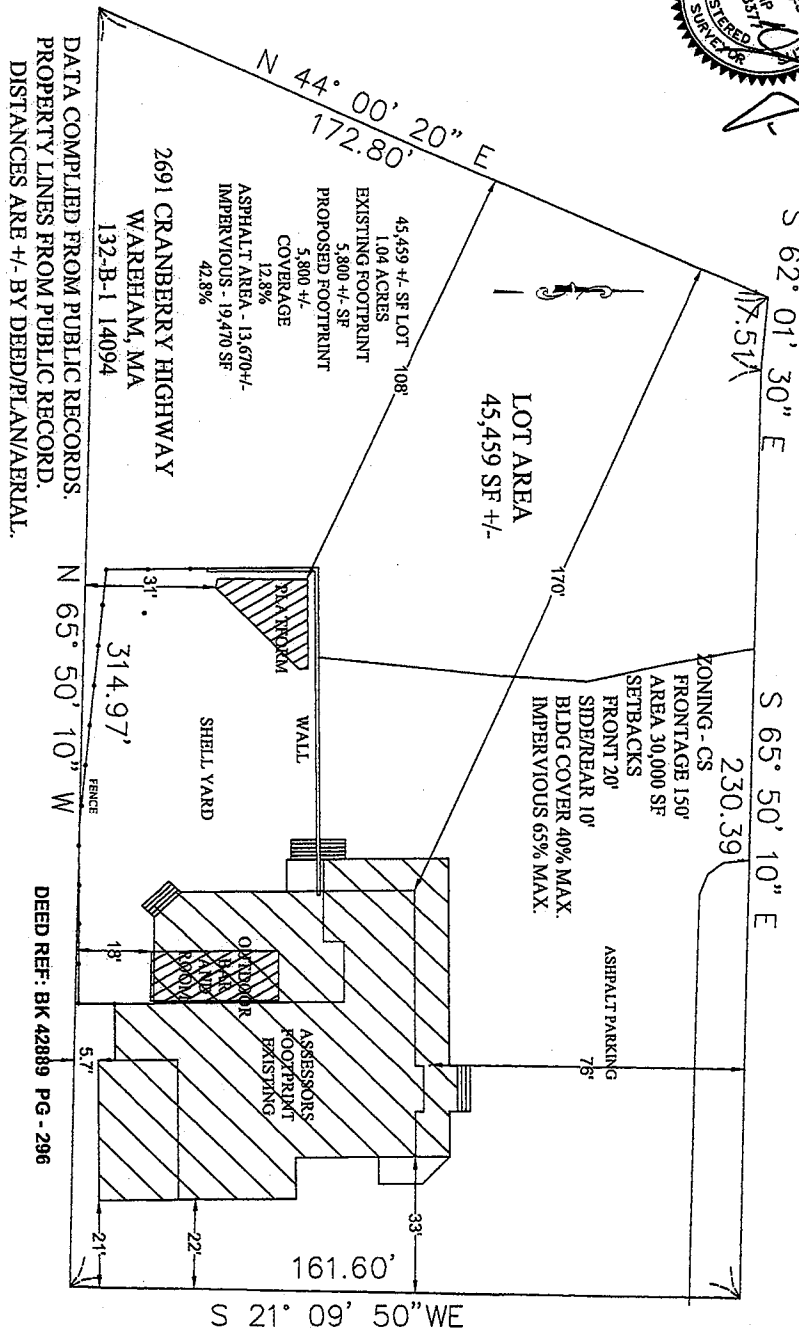 STERED
SURVEYOR
S 62° 01' 30" E
S 65° 50' 10" E
230.39
N 44° 00' 20" E
172.80'
45,459 +/- SF LOT
1.04 ACRES
EXISTING FOOTPRINT
5,800 +/- SF
PROPOSED FOOTPRINT
5,800 +/-
COVERAGE
12.8%
ASPHALT AREA - 13,670+/-
IMPERVIOUS - 19,470 SF
42.8%
108'
LOT AREA
45,459 SF +/-
170'
ZONING - CS
FRONTAGE 150'
AREA 30,000 SF
SETBACKS
FRONT 20'
SIDE/REAR 10'
BLDG COVER 40% MAX.
IMPERVIOUS 65% MAX.
ASHPALT PARKING
76'
2691 CRANBERRY HIGHWAY
WAREHAM, MA
132-B-1 14094
31'
PLATFORM
WALL
SHELL YARD
OUTDOOR
BAR
AND
ROOM
ASSESSORS
FOOTPRINT
EXISTING
33'
22'
21'
18'
5.7'
FENCE
314.97'
N 65° 50' 10" W
161.60'
S 21° 09' 50"WE
DATA COMPLIED FROM PUBLIC RECORDS.
PROPERTY LINES FROM PUBLIC RECORD.
DISTANCES ARE +/- BY DEED/PLAN/AERIAL.
DEED REF: BK 42889 PG - 296